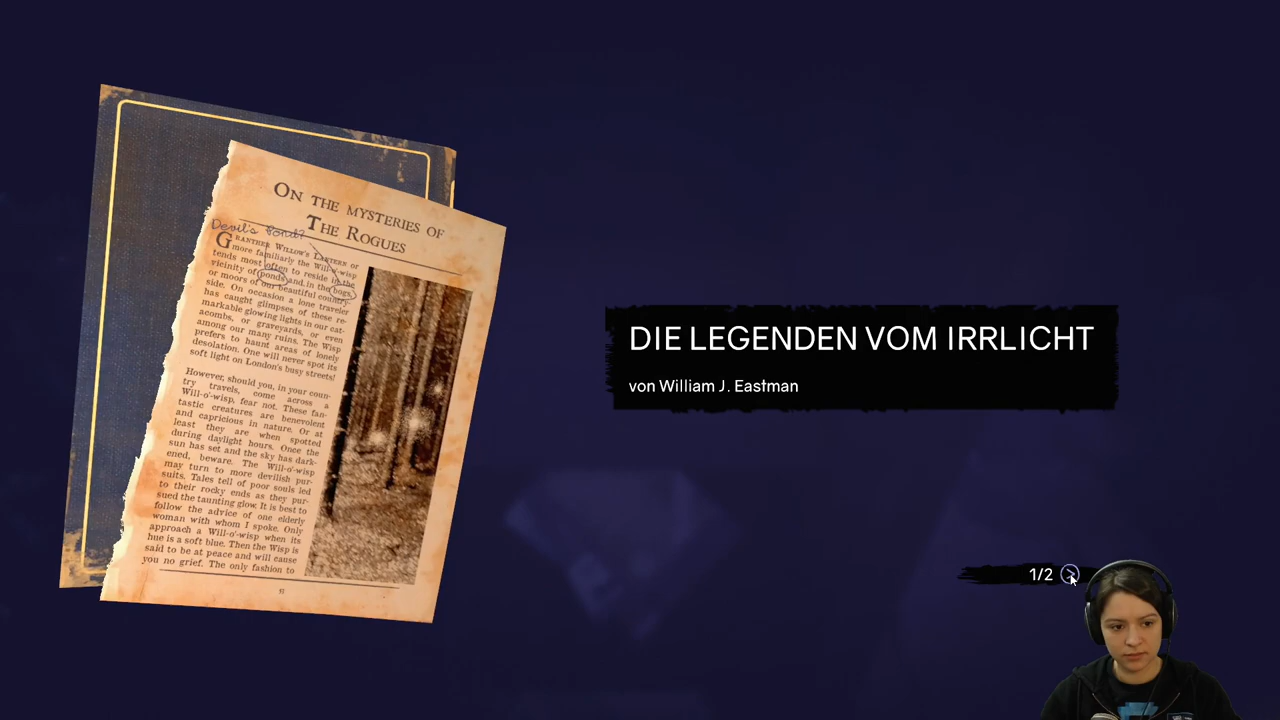 On the mysteries of
The Rogues
Devil's Pond?
Granther Willow's Lantern or
more familiarly the Will-o'-wisp
tends most often to reside in the
vicinity of ponds and in the bogs,
or moors of our beautiful country-
side. On occasion a lone traveler
has caught glimpses of these re-
markable glowing lights in our cat-
acombs, or graveyards, or even
among our many ruins. The Wisp
prefers to haunt areas of lonely
desolation. One will never spot its
soft light on London's busy streets!
However, should you, in your coun-
try travels, come across a
Will-o'-wisp, fear not. These fan-
tastic creatures are benevolent
and capricious in nature. Or at
least they are when spotted
during daylight hours. Once the
sun has set and the sky has dark-
ened, beware. The Will-o'-wisp
may turn to more devilish pur-
suits. Tales tell of poor souls led
to their rocky ends as they pur-
sued the taunting glow. It is best to
follow the advice of one elderly
woman with whom I spoke. Only
approach a Will-o'-wisp when its
hue is a soft blue. Then the Wisp is
said to be at peace and will cause
you no grief. The only fashion to
DIE LEGENDEN VOM IRRLICHT
von William J. Eastman
1/2